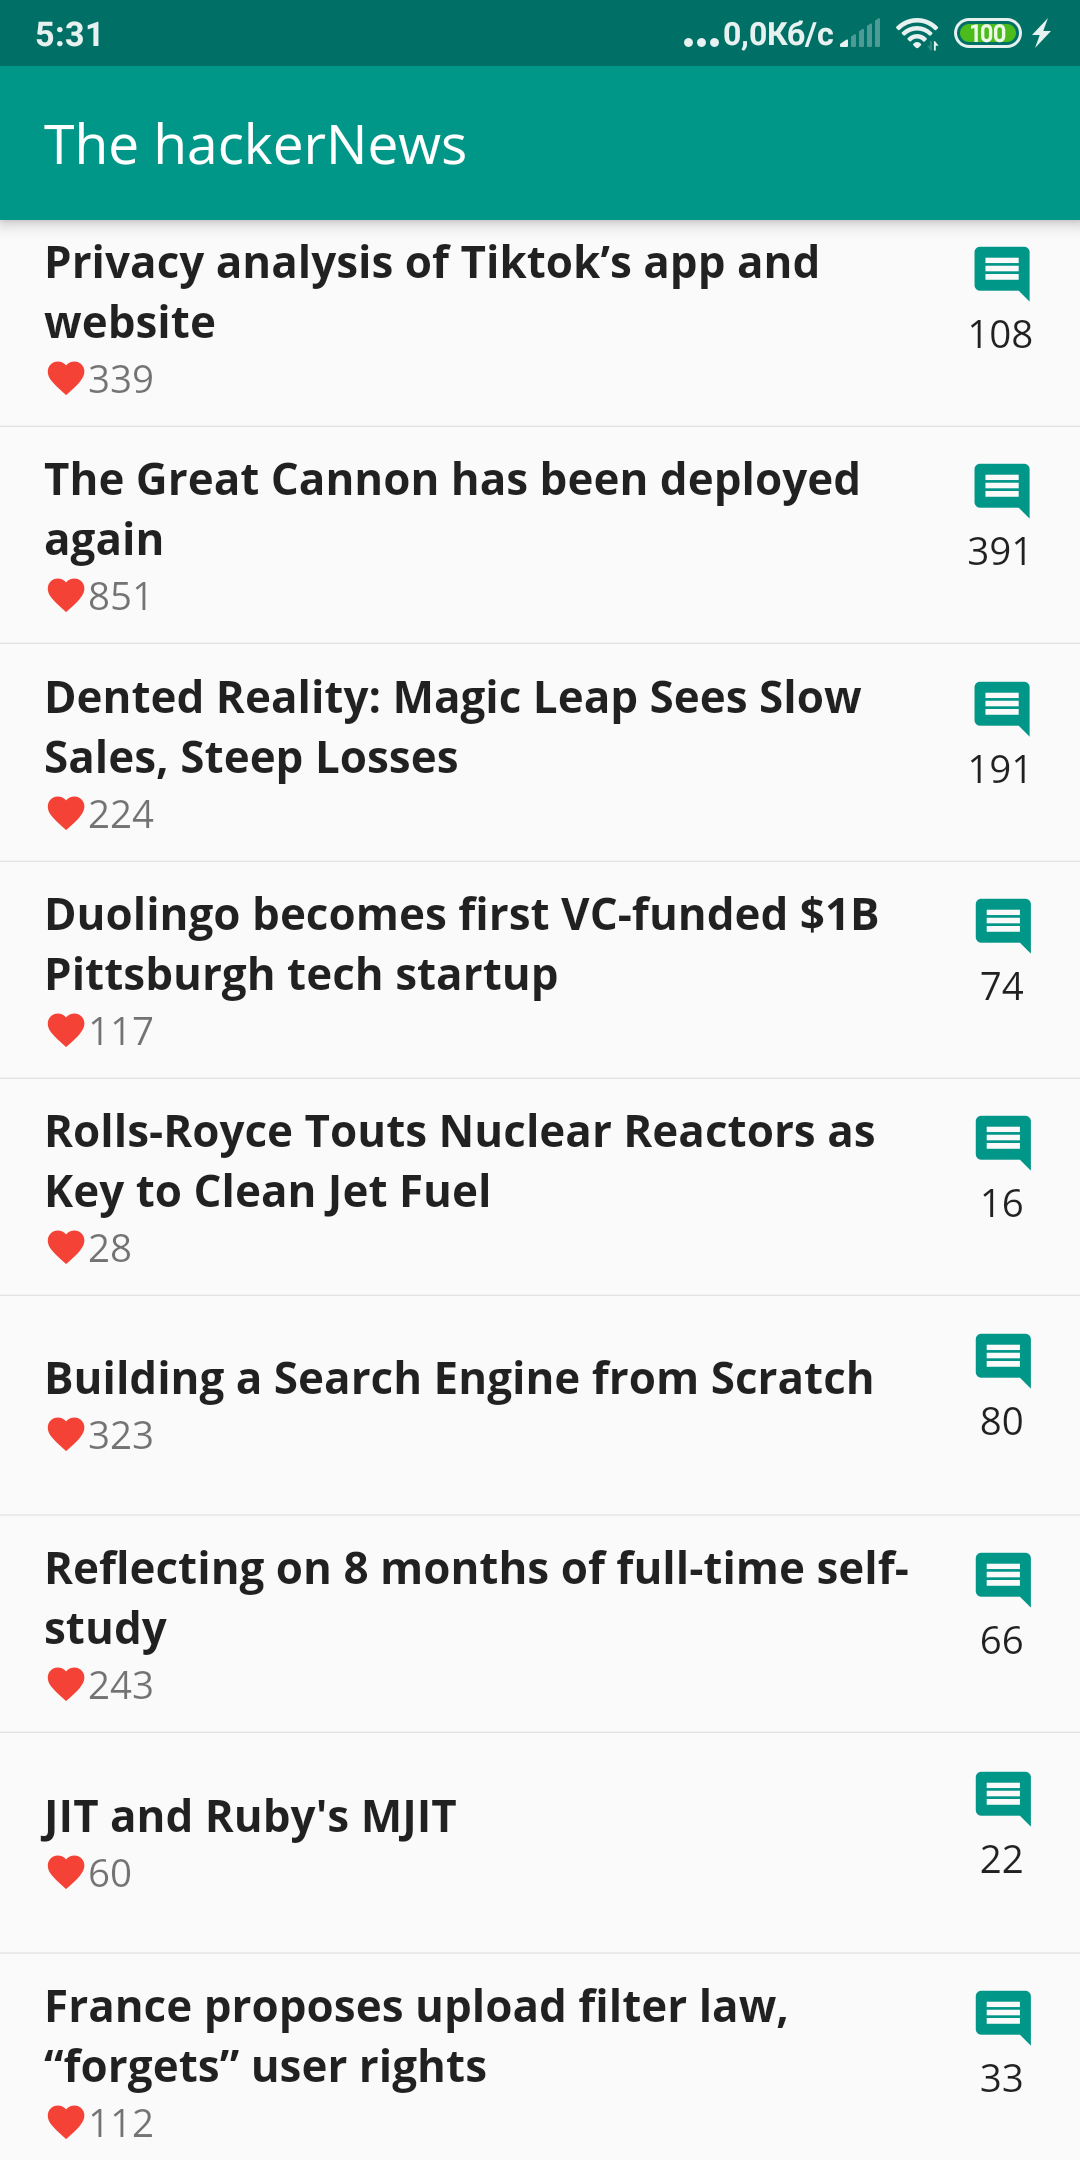 5:31
...0,0Кб/с
100
The hackerNews
Privacy analysis of Tiktok’s app and
website
108
339
The Great Cannon has been deployed
again
391
851
Dented Reality: Magic Leap Sees Slow
Sales, Steep Losses
191
224
Duolingo becomes first VC-funded $1B
Pittsburgh tech startup
74
117
Rolls-Royce Touts Nuclear Reactors as
Key to Clean Jet Fuel
16
28
Building a Search Engine from Scratch
80
323
Reflecting on 8 months of full-time self-
study
66
243
JIT and Ruby's MJIT
22
60
France proposes upload filter law,
“forgets” user rights
33
112